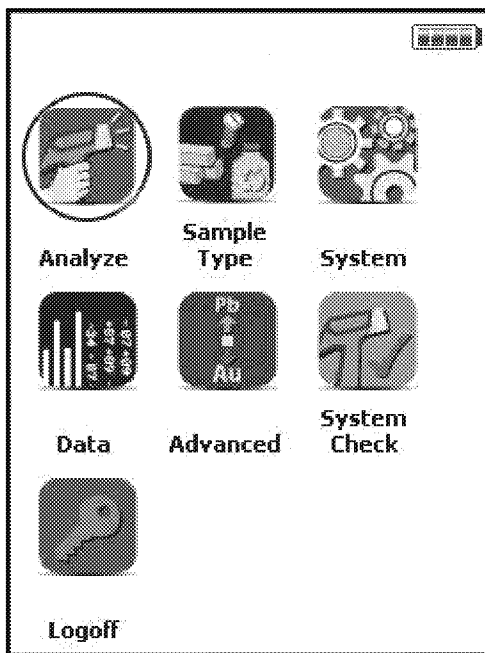 Analyze
Sample
Type
System
Pb
Au
Data
Advanced
System
Check
Logoff